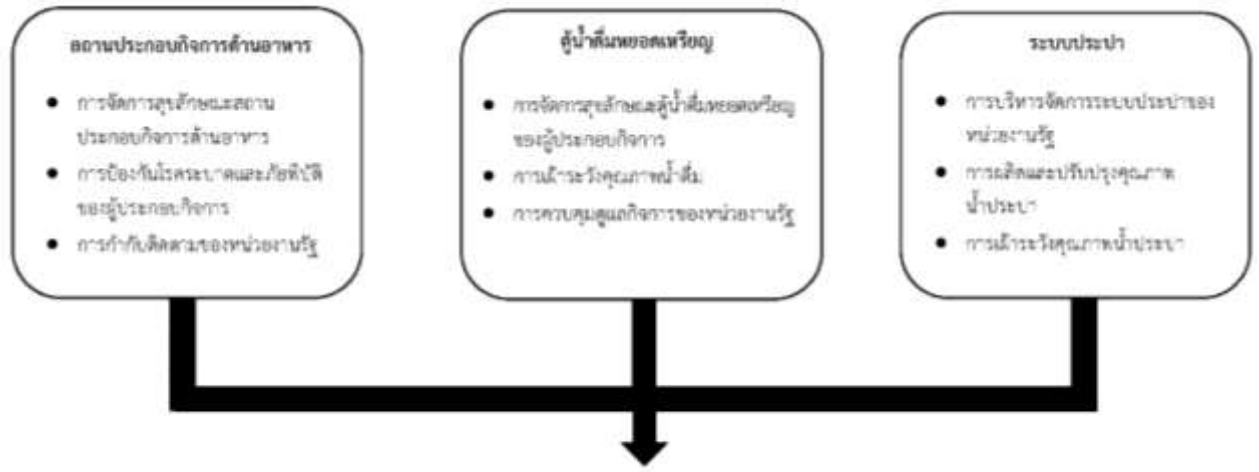 สถานประกอบกิจการด้านอาหาร
● การจัดการสุขลักษณะสถาน
ประกอบกิจการด้านอาหาร
● การป้องกันโรคระบาดและภัยพิบัติ
ของผู้ประกอบกิจการ
● การกำกับติดตามของหน่วยงานรัฐ
ตู้น้ำดื่มหยอดเหรียญ
● การจัดการสุขลักษณะตู้น้ำดื่มหยอดเหรียญ
ของผู้ประกอบกิจการ
● การเฝ้าระวังคุณภาพน้ำดื่ม
● การควบคุมดูแลกิจการของหน่วยงานรัฐ
ระบบประปา
● การบริหารจัดการระบบประปาของ
หน่วยงานรัฐ
● การผลิตและปรับปรุงคุณภาพ
น้ำประปา
● การเฝ้าระวังคุณภาพน้ำประปา